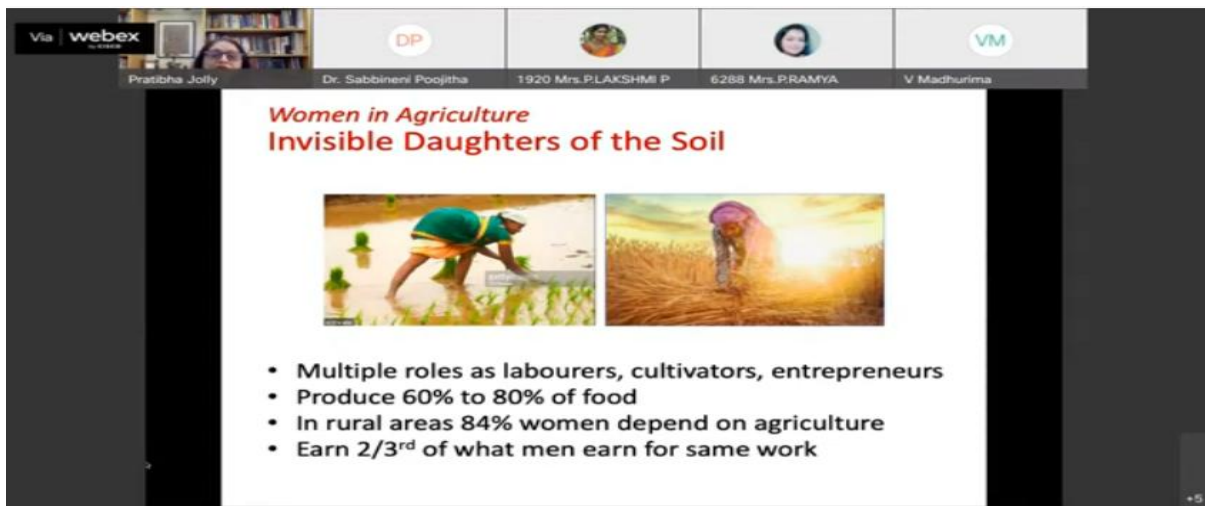 Via webex
by CISCO
DP
VM
Pratibha Jolly
Dr. Sabbineni Poojitha
1920 Mrs.P.LAKSHMI P
6288 Mrs.P.RAMYA
V Madhurima
Women in Agriculture
Invisible Daughters of the Soil
• Multiple roles as labourers, cultivators, entrepreneurs
• Produce 60% to 80% of food
• In rural areas 84% women depend on agriculture
• Earn 2/3rd of what men earn for same work
+5